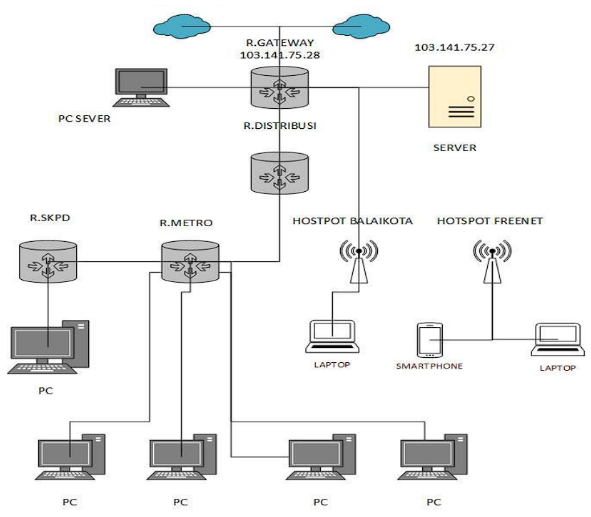 R.GATEWAY
103.141.75.28
103.141.75.27
PC SEVER
R.DISTRIBUSI
SERVER
R.SKPD
R.METRO
HOSTPOT BALAIKOTA
HOTSPOT FREENET
LAPTOP
SMARTPHONE
LAPTOP
PC
PC
PC
PC
PC